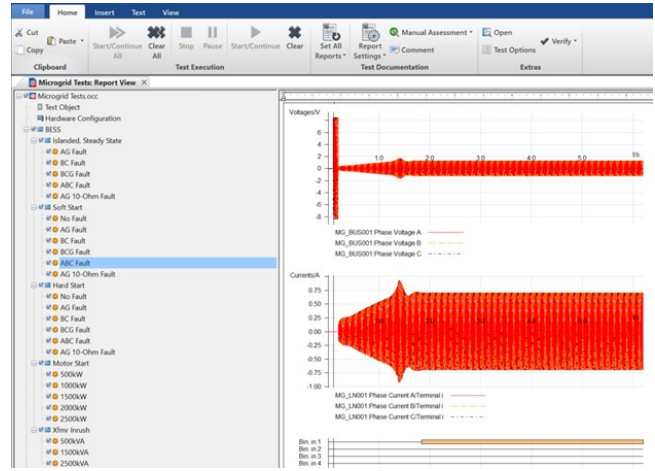 File Home Insert Text View
Cut
Copy
Paste
Clipboard
Start/Continue All
Clear All
Stop
Pause
Start/Continue
Clear
Test Execution
Set All Reports
Report Settings
Manual Assessment
Comment
Test Documentation
Open
Test Options
Verify
Extras
Microgrid Tests: Report View
Microgrid Tests.occ
Test Object
Hardware Configuration
BESS
Islanded, Steady State
AG Fault
BC Fault
BCG Fault
ABC Fault
AG 10-Ohm Fault
Soft Start
No Fault
AG Fault
BC Fault
BCG Fault
ABC Fault
AG 10-Ohm Fault
Hard Start
No Fault
AG Fault
BC Fault
BCG Fault
ABC Fault
AG 10-Ohm Fault
Motor Start
500kW
1000kW
1500kW
2000kW
2500kW
Xfmr Inrush
500kVA
1500kVA
2500kVA
Voltages/V
6
4
2
0
-2
-4
-6
-8
1.0 2.0 3.0 4.0 5.0 t/s
MG_BUS001:Phase Voltage A
MG_BUS001:Phase Voltage B
MG_BUS001:Phase Voltage C
Currents/A
0.75
0.50
0.25
0.00
-0.25
-0.50
-0.75
-1.00
MG_LN001:Phase Current A/Terminal i
MG_LN001:Phase Current B/Terminal i
MG_LN001:Phase Current C/Terminal i
Bin. in 1
Bin. in 2
Bin. in 3
Bin. in 4